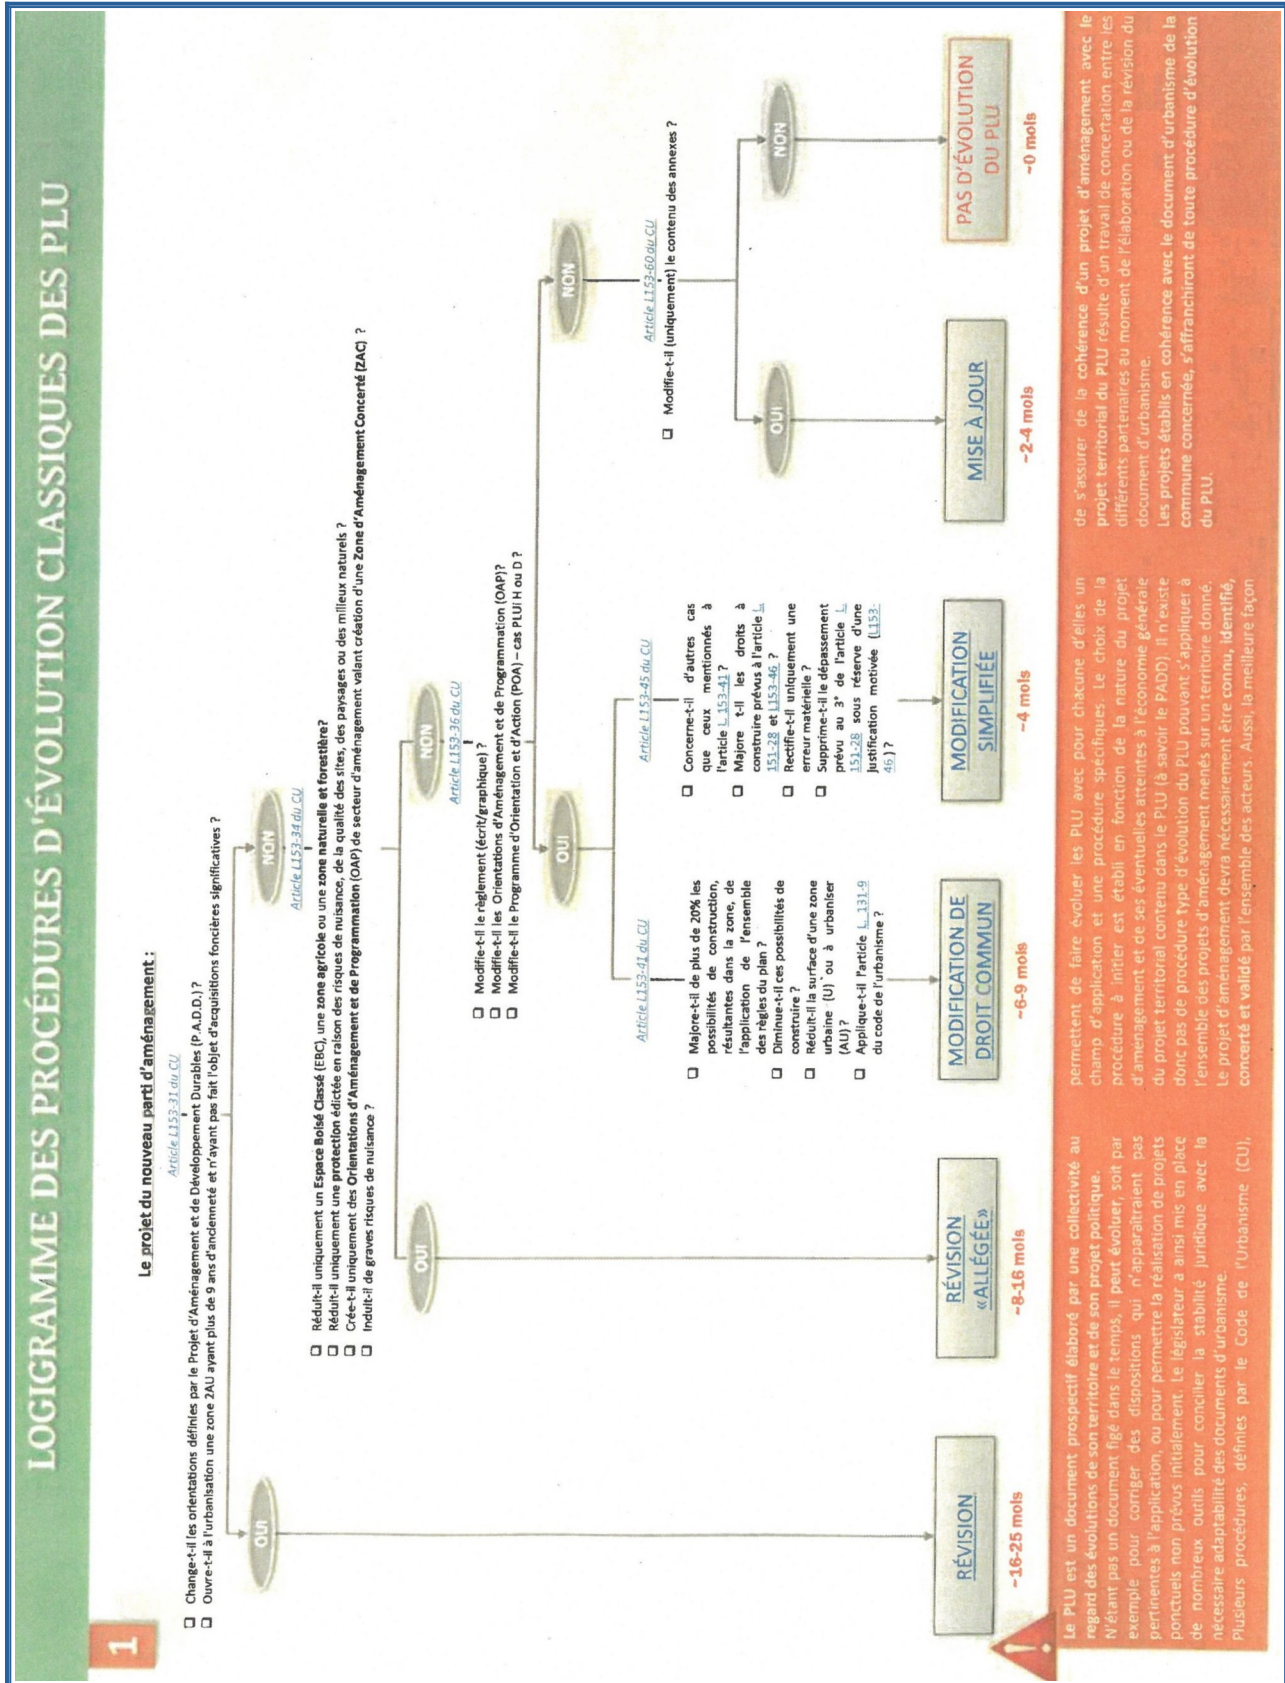 LOGIGRAMME DES PROCÉDURES D'ÉVOLUTION CLASSIQUES DES PLU
1
Le projet du nouveau parti d'aménagement :
Article L153-31 du CU
❑ Change-t-il les orientations définies par le Projet d'Aménagement et de Développement Durables (P.A.D.D.) ?
❑ Ouvre-t-il à l'urbanisation une zone 2AU ayant plus de 9 ans d'ancienneté et n'ayant pas fait l'objet d'acquisitions foncières significatives ?
OUI
NON
Article L153-34 du CU
❑ Réduit-il uniquement un Espace Boisé Classé (EBC), une zone agricole ou une zone naturelle et forestière?
❑ Réduit-il uniquement une protection édictée en raison des risques de nuisance, de la qualité des sites, des paysages ou des milieux naturels ?
❑ Crée-t-il uniquement des Orientations d'Aménagement et de Programmation (OAP) de secteur d'aménagement valant création d'une Zone d'Aménagement Concerté (ZAC) ?
❑ Induit-il de graves risques de nuisance ?
OUI
NON
Article L153-36 du CU
❑ Modifie-t-il le règlement (écrit/graphique) ?
❑ Modifie-t-il les Orientations d'Aménagement et de Programmation (OAP)?
❑ Modifie-t-il le Programme d'Orientation et d'Action (POA) – cas PLUi H ou D ?
OUI
NON
Article L153-41 du CU
❑ Majore-t-il de plus de 20% les
possibilités de construction,
résultantes dans la zone, de
l'application de l'ensemble
des règles du plan ?
❑ Diminue-t-il ces possibilités de
construire ?
❑ Réduit-il la surface d'une zone
urbaine (U) ou à urbaniser
(AU) ?
❑ Applique-t-il l'article L. 131-9
du code de l'urbanisme ?
Article L153-45 du CU
❑ Concerne-t-il d'autres cas
que ceux mentionnés à
l'article L 153-41 ?
❑ Majore t-il les droits à
construire prévus à l'article L
151-28 et L153-46 ?
❑ Rectifie-t-il uniquement une
erreur matérielle ?
❑ Supprime-t-il le dépassement
prévu au 3° de l'article L
151-28 sous réserve d'une
justification motivée (L153-
46) ?
Article L153-60 du CU
❑ Modifie-t-il (uniquement) le contenu des annexes ?
OUI
NON
RÉVISION
~16-25 mois
RÉVISION
«ALLÉGÉE»
~8-16 mois
MODIFICATION DE
DROIT COMMUN
~6-9 mois
MODIFICATION
SIMPLIFIÉE
~4 mois
MISE À JOUR
~2-4 mois
PAS D'ÉVOLUTION
DU PLU
~0 mois
!
Le PLU est un document prospectif élaboré par une collectivité au
regard des évolutions de son territoire et de son projet politique.
N'étant pas un document figé dans le temps, il peut évoluer, soit par
exemple pour corriger des dispositions qui n'apparaîtraient pas
pertinentes à l'application, ou pour permettre la réalisation de projets
ponctuels non prévus initialement. Le législateur a ainsi mis en place
de nombreux outils pour concilier la stabilité juridique avec la
nécessaire adaptabilité des documents d'urbanisme.
Plusieurs procédures, définies par le Code de l'Urbanisme (CU),
permettent de faire évoluer les PLU avec pour chacune d'elles un
champ d'application et une procédure spécifiques. Le choix de la
procédure à initier est établi en fonction de la nature du projet
d'aménagement et de ses éventuelles atteintes à l'économie générale
du projet territorial contenu dans le PLU (à savoir le PADD). Il n'existe
donc pas de procédure type d'évolution du PLU pouvant s'appliquer à
l'ensemble des projets d'aménagement menés sur un territoire donné.
Le projet d'aménagement devra nécessairement être connu, identifié,
concerté et validé par l'ensemble des acteurs. Aussi, la meilleure façon
de s'assurer de la cohérence d'un projet d'aménagement avec le
projet territorial du PLU résulte d'un travail de concertation entre les
différents partenaires au moment de l'élaboration ou de la révision du
document d'urbanisme.
Les projets établis en cohérence avec le document d'urbanisme de la
commune concernée, s'affranchiront de toute procédure d'évolution
du PLU.